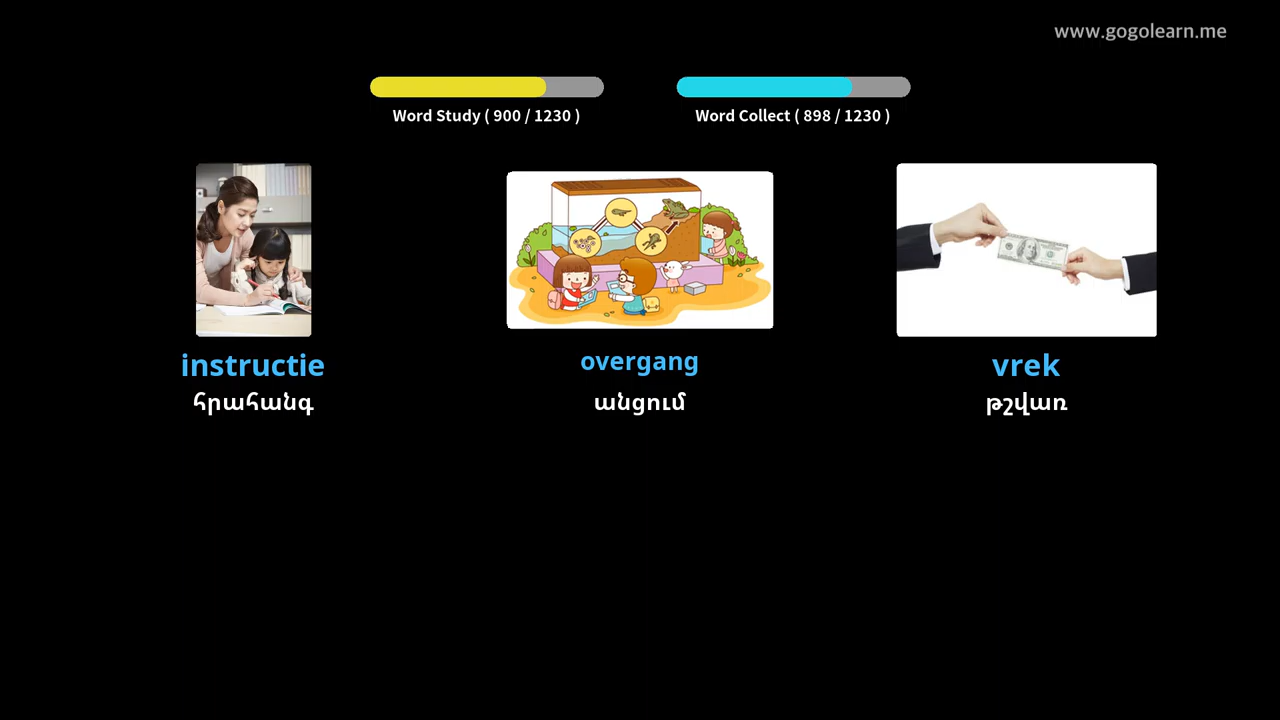 www.gogolearn.me
Word Study ( 900 / 1230 )
Word Collect ( 898 / 1230 )
instructie
overgang
vrek
հրահանգ
անցում
թշվառ